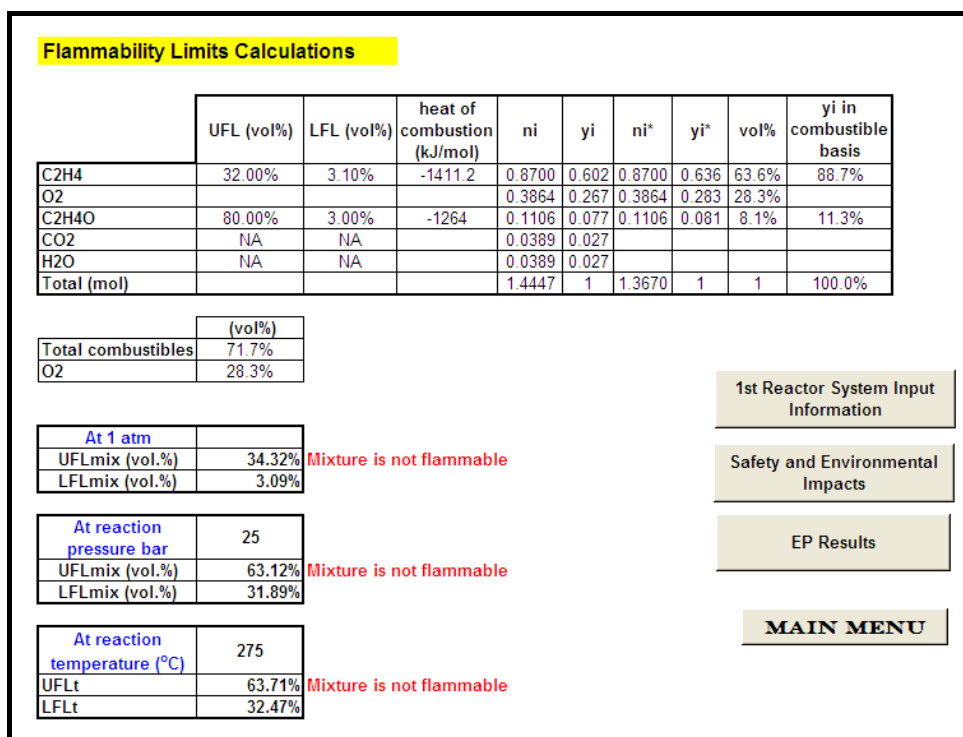 Flammability Limits Calculations
UFL (vol%) LFL (vol%) heat of combustion (kJ/mol) ni yi ni* yi* vol% yi in combustible basis
C2H4 32.00% 3.10% -1411.2 0.8700 0.602 0.8700 0.636 63.6% 88.7%
O2 0.3864 0.267 0.3864 0.283 28.3%
C2H4O 80.00% 3.00% -1264 0.1106 0.077 0.1106 0.081 8.1% 11.3%
CO2 NA NA 0.0389 0.027
H2O NA NA 0.0389 0.027
Total (mol) 1.4447 1 1.3670 1 1 100.0%
(vol%)
Total combustibles 71.7%
O2 28.3%
1st Reactor System Input
Information
At 1 atm
UFLmix (vol.%) 34.32% Mixture is not flammable
LFLmix (vol.%) 3.09%
Safety and Environmental
Impacts
At reaction
pressure bar 25
UFLmix (vol.%) 63.12% Mixture is not flammable
LFLmix (vol.%) 31.89%
EP Results
MAIN MENU
At reaction
temperature (°C) 275
UFLt 63.71% Mixture is not flammable
LFLt 32.47%